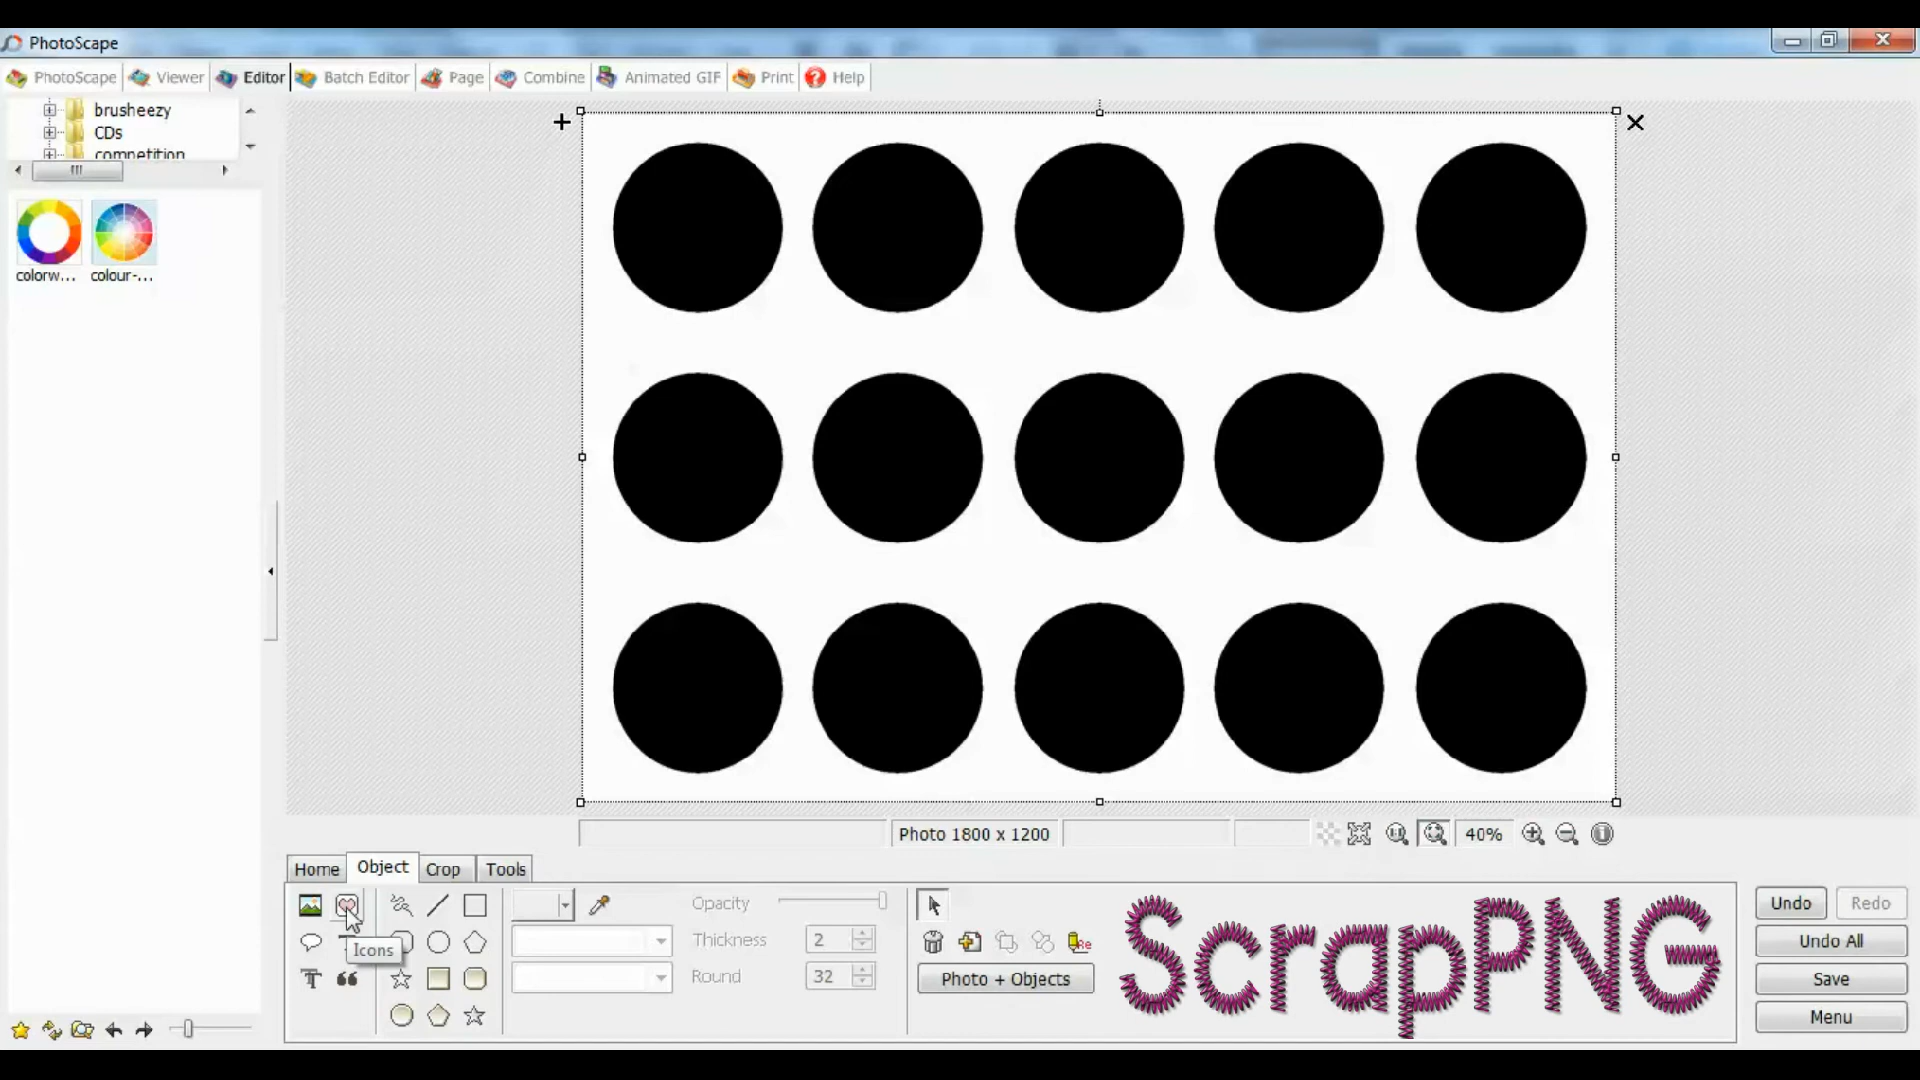 PhotoScape
PhotoScape Viewer Editor Batch Editor Page Combine Animated GIF Print Help
brusheezy
CDs
competition
colorw... colour-...
Photo 1800 x 1200 40%
Home Object Crop Tools
Opacity
Thickness 2
Round 32
Icons
Re
Photo + Objects
ScrapPNG
Undo Redo
Undo All
Save
Menu